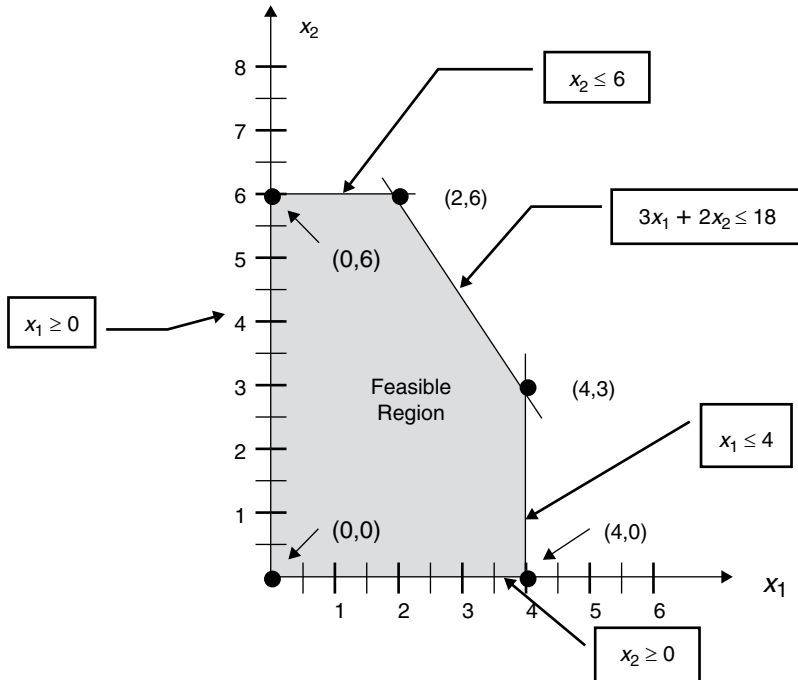 x₂
8
x₂ ≤ 6
7
6
(2,6)
3x₁ + 2x₂ ≤ 18
5
(0,6)
x₁ ≥ 0
4
3
Feasible
Region
(4,3)
x₁ ≤ 4
2
1
(0,0)
(4,0)
x₁
1 2 3 4 5 6
x₂ ≥ 0